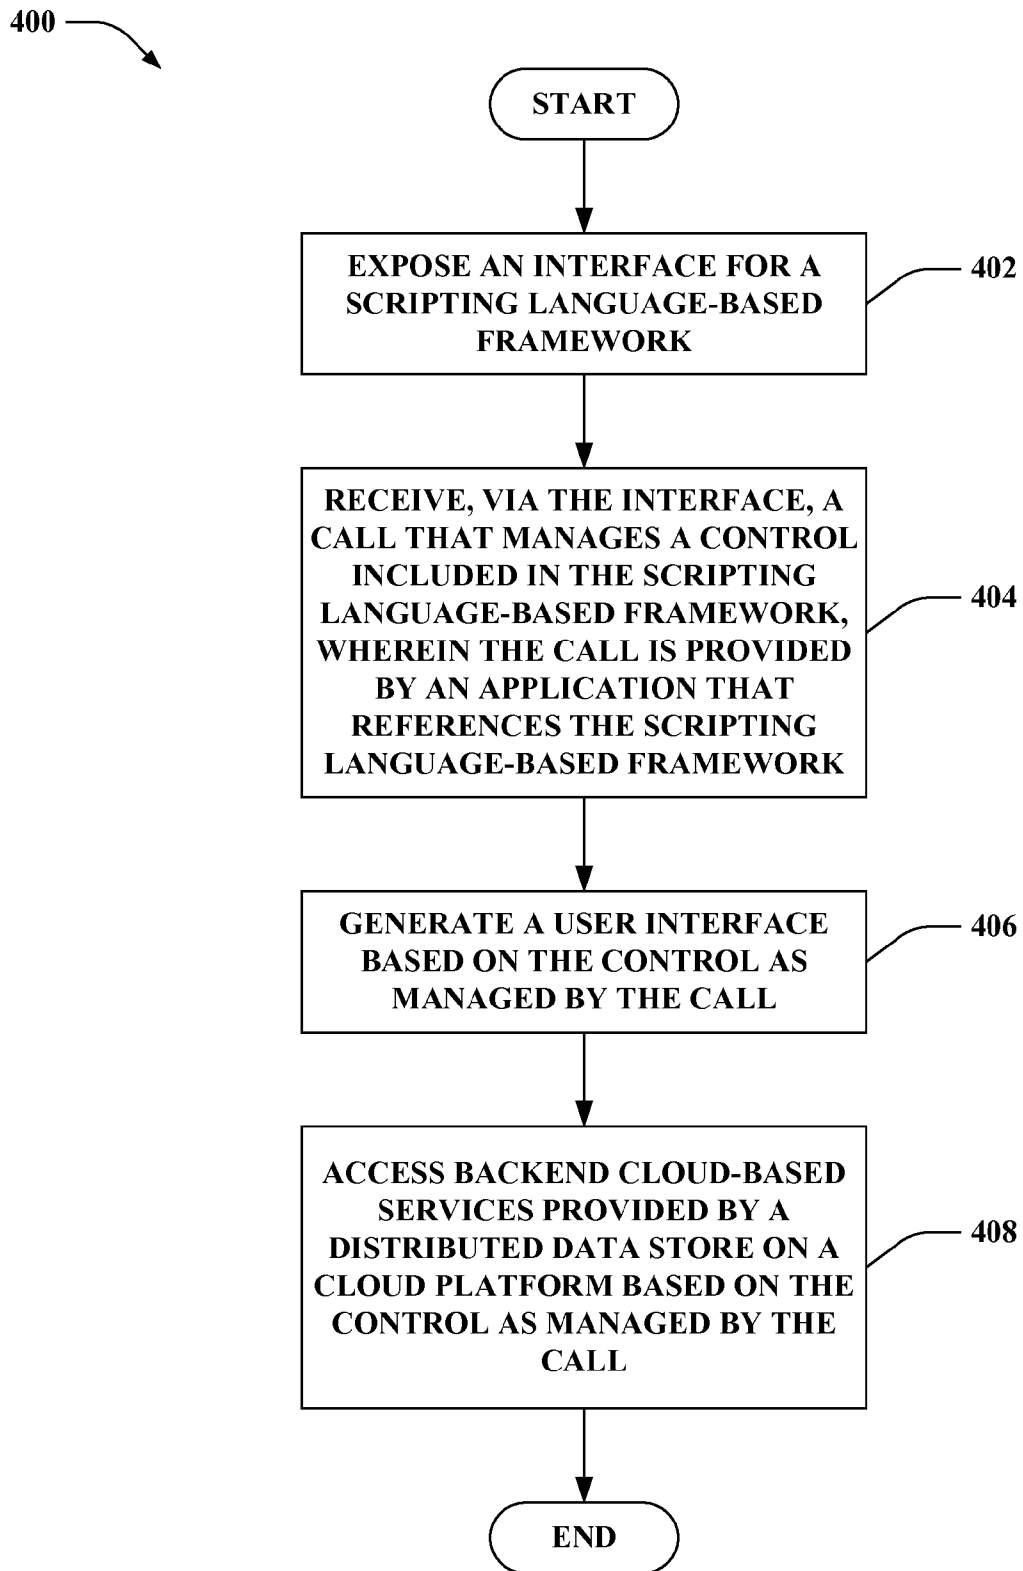 400
START
EXPOSE AN INTERFACE FOR A
SCRIPTING LANGUAGE-BASED
FRAMEWORK
402
RECEIVE, VIA THE INTERFACE, A
CALL THAT MANAGES A CONTROL
INCLUDED IN THE SCRIPTING
LANGUAGE-BASED FRAMEWORK,
WHEREIN THE CALL IS PROVIDED
BY AN APPLICATION THAT
REFERENCES THE SCRIPTING
LANGUAGE-BASED FRAMEWORK
404
GENERATE A USER INTERFACE
BASED ON THE CONTROL AS
MANAGED BY THE CALL
406
ACCESS BACKEND CLOUD-BASED
SERVICES PROVIDED BY A
DISTRIBUTED DATA STORE ON A
CLOUD PLATFORM BASED ON THE
CONTROL AS MANAGED BY THE
CALL
408
END